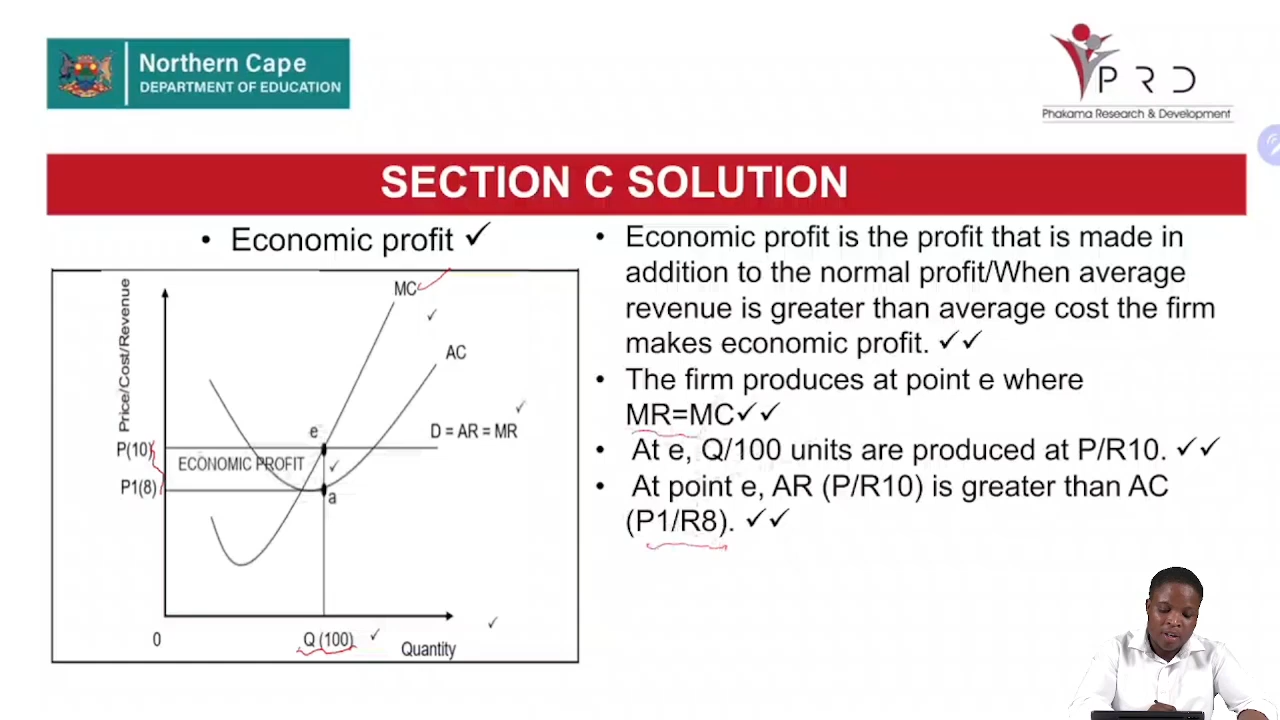 Northern Cape
DEPARTMENT OF EDUCATION
PRD
Phakama Research & Development
SECTION C SOLUTION
• Economic profit ✓
Price/Cost/Revenue
MC
AC
e
D = AR = MR
P(10)
ECONOMIC PROFIT
P1(8)
a
0
Q (100)
Quantity
• Economic profit is the profit that is made in
addition to the normal profit/When average
revenue is greater than average cost the firm
makes economic profit. ✓✓
• The firm produces at point e where
MR=MC✓✓
• At e, Q/100 units are produced at P/R10. ✓✓
• At point e, AR (P/R10) is greater than AC
(P1/R8). ✓✓